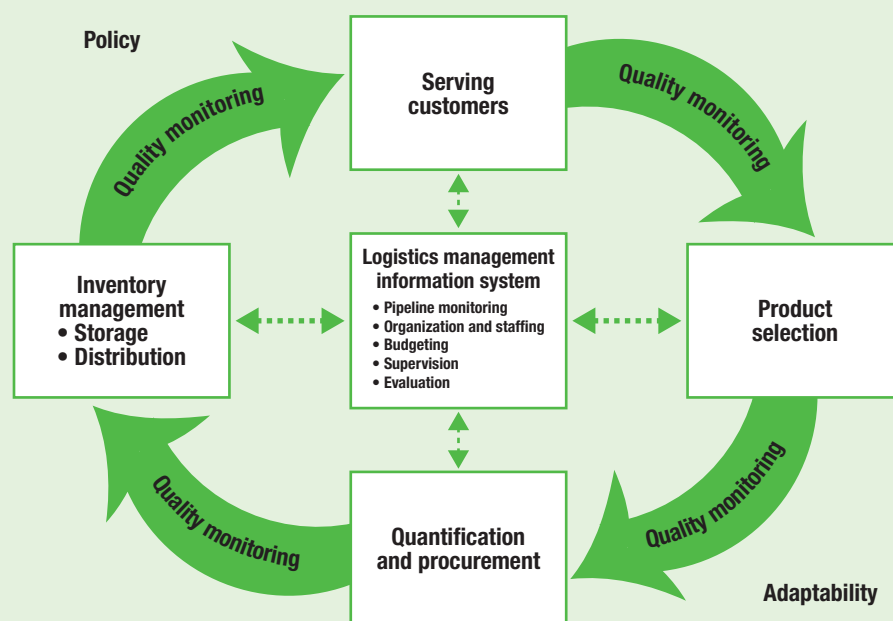 Policy
Serving
customers
Quality monitoring
Quality monitoring
Inventory
management
• Storage
• Distribution
Logistics management
information system
• Pipeline monitoring
• Organization and staffing
• Budgeting
• Supervision
• Evaluation
Product
selection
Quality monitoring
Quality monitoring
Quantification
and procurement
Adaptability